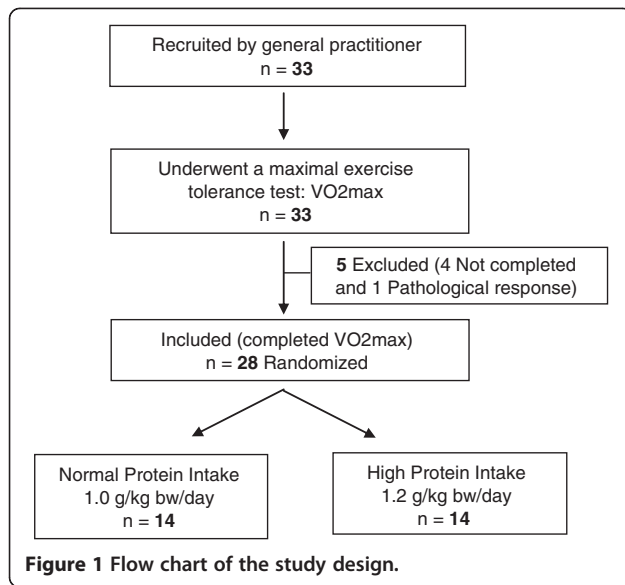 Recruited by general practitioner
n = 33
Underwent a maximal exercise
tolerance test: VO2max
n = 33
5 Excluded (4 Not completed
and 1 Pathological response)
Included (completed VO2max)
n = 28 Randomized
Normal Protein Intake
1.0 g/kg bw/day
n = 14
High Protein Intake
1.2 g/kg bw/day
n = 14
Figure 1 Flow chart of the study design.